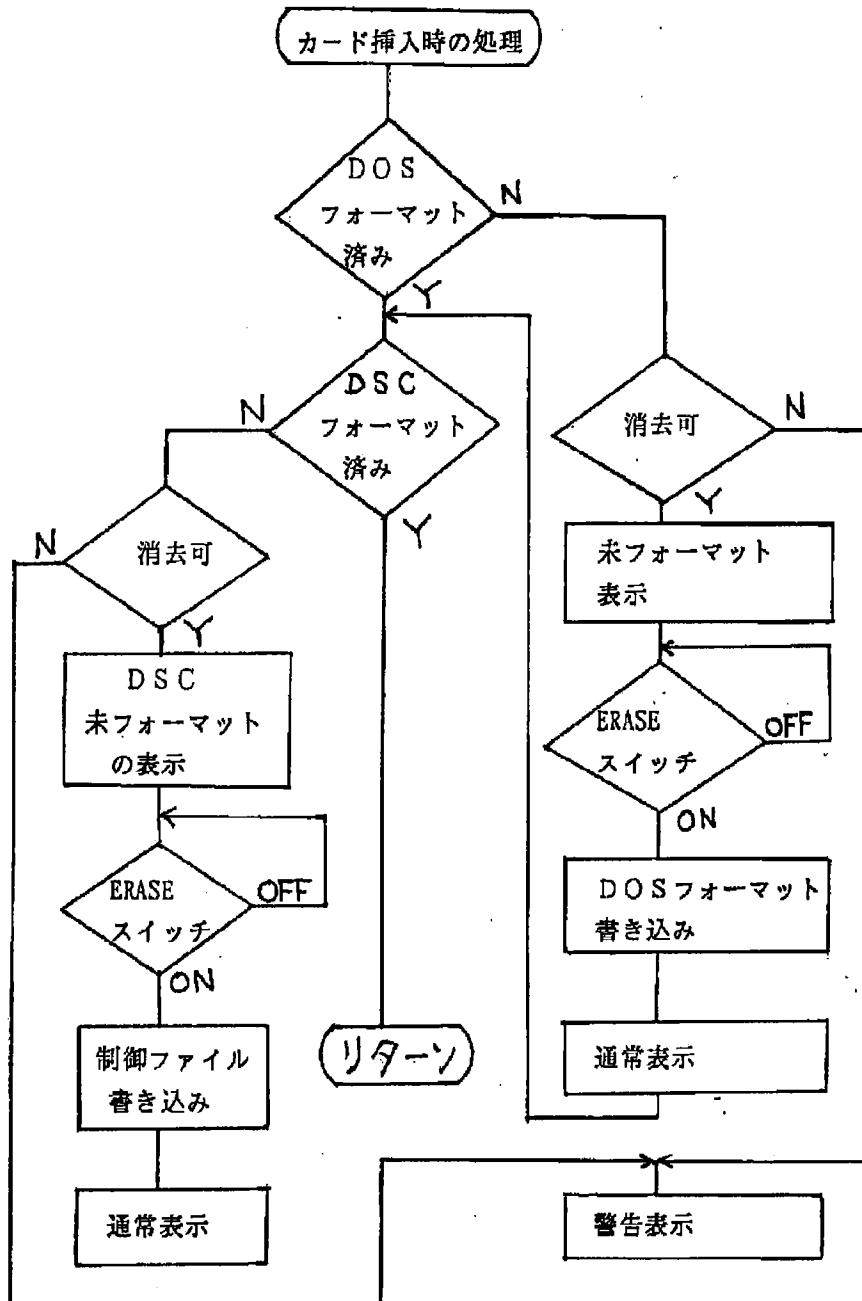 カード挿入時の処理
DOS
フォーマット
済み
N
Y
DSC
フォーマット
済み
N
Y
消去可
N
Y
消去可
N
Y
未フォーマット
表示
DSC
未フォーマット
の表示
ERASE
スイッチ
OFF
ON
ERASE
スイッチ
OFF
ON
DOSフォーマット
書き込み
制御ファイル
書き込み
リターン
通常表示
通常表示
警告表示